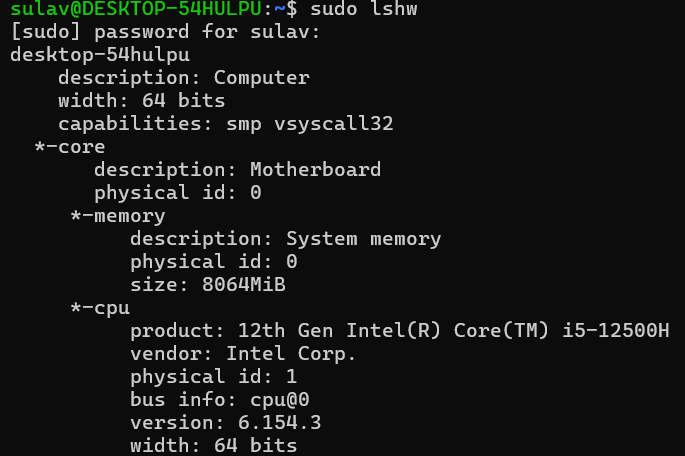 sulav@DESKTOP-54HULPU:~$ sudo lshw
[sudo] password for sulav:
desktop-54hulpu
    description: Computer
    width: 64 bits
    capabilities: smp vsyscall32
  *-core
       description: Motherboard
       physical id: 0
     *-memory
          description: System memory
          physical id: 0
          size: 8064MiB
     *-cpu
          product: 12th Gen Intel(R) Core(TM) i5-12500H
          vendor: Intel Corp.
          physical id: 1
          bus info: cpu@0
          version: 6.154.3
          width: 64 bits